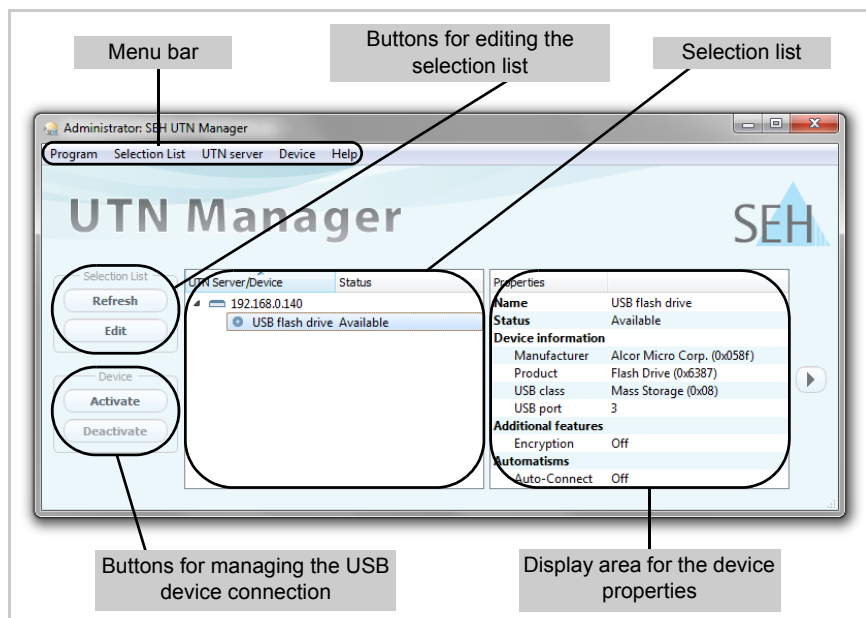 Menu bar
Buttons for editing the
selection list
Selection list
Administrator: SEH UTN Manager
Program Selection List UTN server Device Help
UTN Manager
SEH
Selection List
Refresh
Edit
Device
Activate
Deactivate
UTN Server/Device Status
192.168.0.140
USB flash drive Available
Properties
Name USB flash drive
Status Available
Device information
Manufacturer Alcor Micro Corp. (0x058f)
Product Flash Drive (0x6387)
USB class Mass Storage (0x08)
USB port 3
Additional features
Encryption Off
Automatisms
Auto-Connect Off
Buttons for managing the USB
device connection
Display area for the device
properties